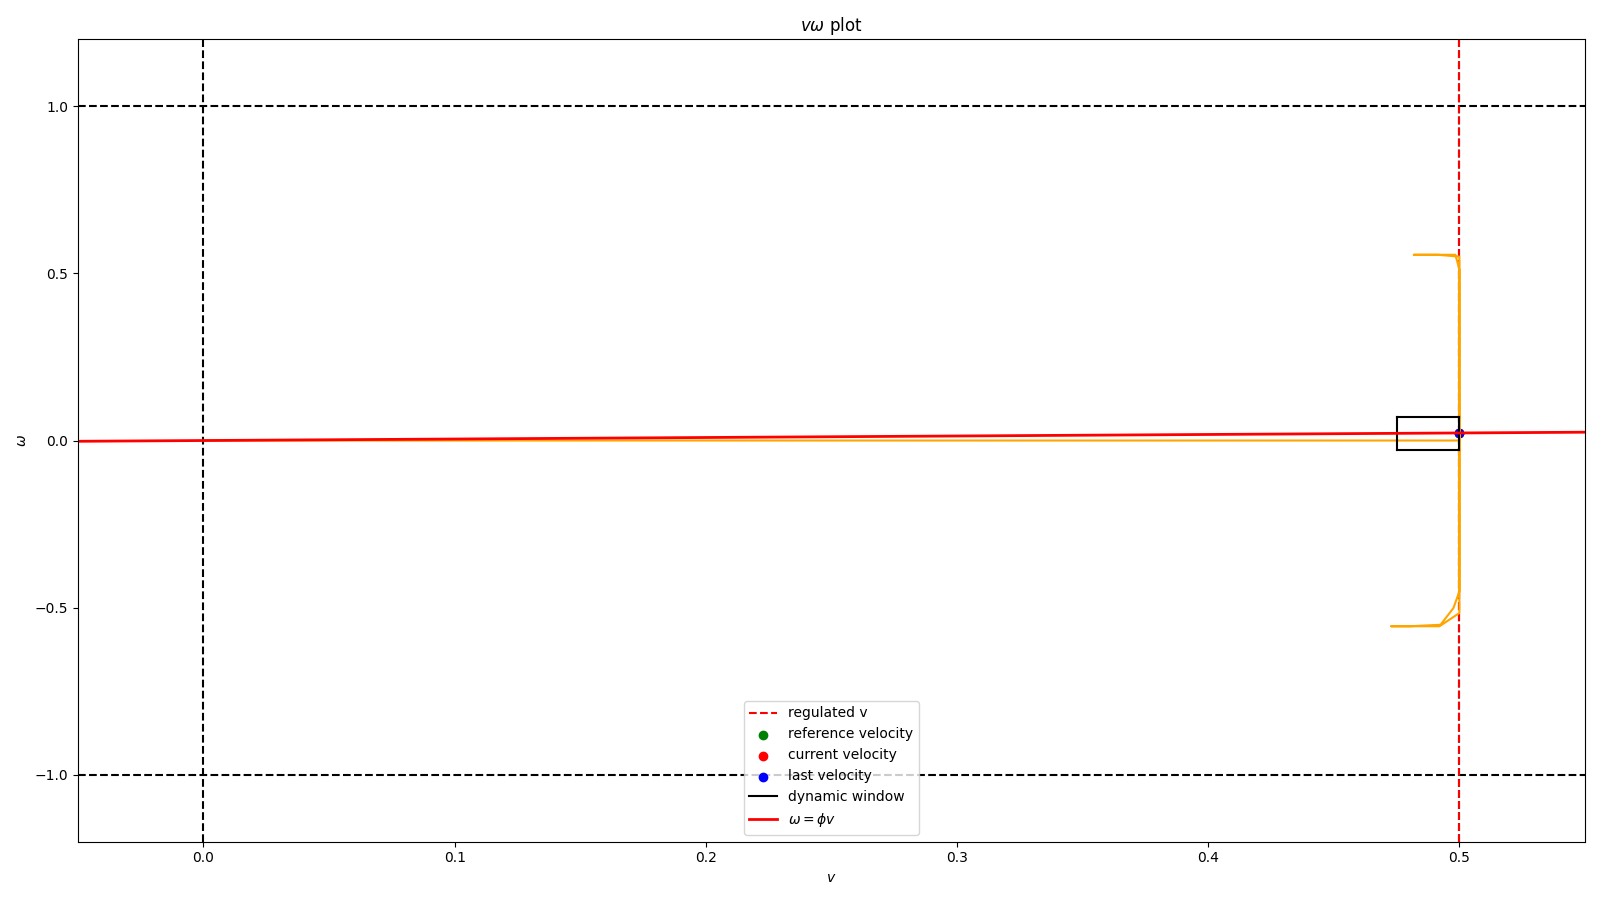 vω plot
1.0
0.5
0.0
−0.5
−1.0
ω
regulated v
reference velocity
current velocity
last velocity
dynamic window
ω = ϕv
0.0 0.1 0.2 0.3 0.4 0.5
v